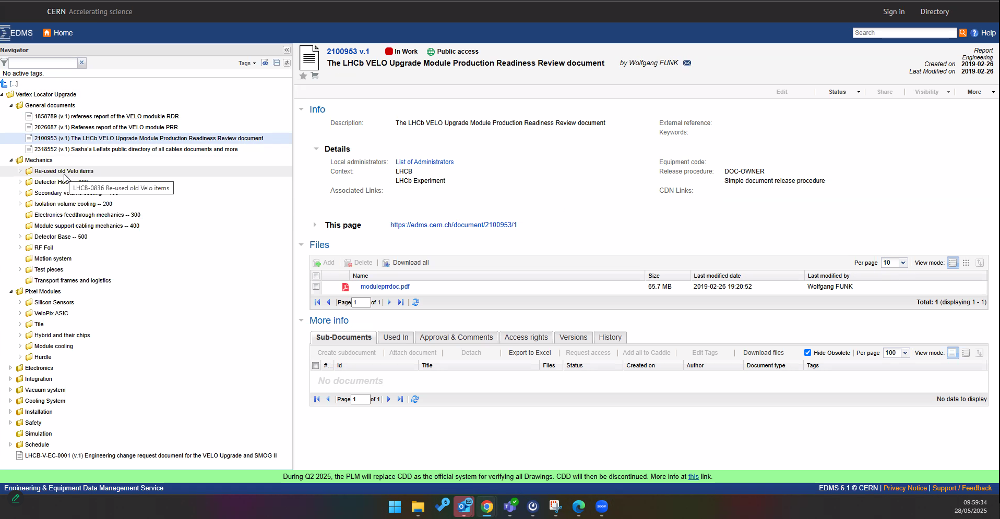 CERN Accelerating science
Sign in Directory
EDMS Home
Search Help
Navigator
Tags
No active tags.
[...]
Vertex Locator Upgrade
General documents
1858789 (v.1) referees report of the VELO modukle RDR
2026087 (v.1) Referees report of the VELO module PRR
2100953 (v.1) The LHCb VELO Upgrade Module Production Readiness Review document
2318552 (v.1) Sasha'a Leflats public directory of all cables documents and more
Mechanics
Re-used old Velo items
Detector
LHCB-0836 Re-used old Velo items
Secondary
Isolation volume cooling -- 200
Electronics feedthrough mechanics -- 300
Module support cabling mechanics -- 400
Detector Base -- 500
RF Foil
Motion system
Test pieces
Transport frames and logistics
Pixel Modules
Silicon Sensors
VeloPix ASIC
Tile
Hybrid and their chips
Module cooling
Hurdle
Electronics
Integration
Vacuum system
Cooling System
Installation
Safety
Simulation
Schedule
LHCB-V-EC-0001 (v.1) Engineering change request document for the VELO Upgrade and SMOG II
2100953 v.1 In Work Public access
The LHCb VELO Upgrade Module Production Readiness Review document by Wolfgang FUNK
Report
Engineering
Created on 2019-02-26
Last Modified on 2019-02-26
Edit Status Share Visibility More
Info
Description: The LHCb VELO Upgrade Module Production Readiness Review document
External reference:
Keywords:
Details
Local administrators: List of Administrators
Context: LHCB
LHCb Experiment
Associated Links:
Equipment code:
Release procedure: DOC-OWNER
Simple document release procedure
CDN Links:
This page https://edms.cern.ch/document/2100953/1
Files
Add Delete Download all Per page 10 View mode:
Name Size Last modified date Last modified by
moduleprrdoc.pdf 65.7 MB 2019-02-26 19:20:52 Wolfgang FUNK
Page 1 of 1 Total: 1 (displaying 1 - 1)
More info
Sub-Documents Used In Approval & Comments Access rights Versions History
Create subdocument Attach document Detach Export to Excel Request access Add all to Caddie Edit Tags Download files Hide Obsolete Per page 100 View mode:
#... Id Title Files Status Created on Author Document type Tags
No documents
Page 1 of 1 No data to display
During Q2 2025, the PLM will replace CDD as the official system for verifying all Drawings. CDD will then be discontinued. More info at this link.
Engineering & Equipment Data Management Service
EDMS 6.1 © CERN | Privacy Notice | Support / Feedback
6
zoom
09:59:34
28/05/2025